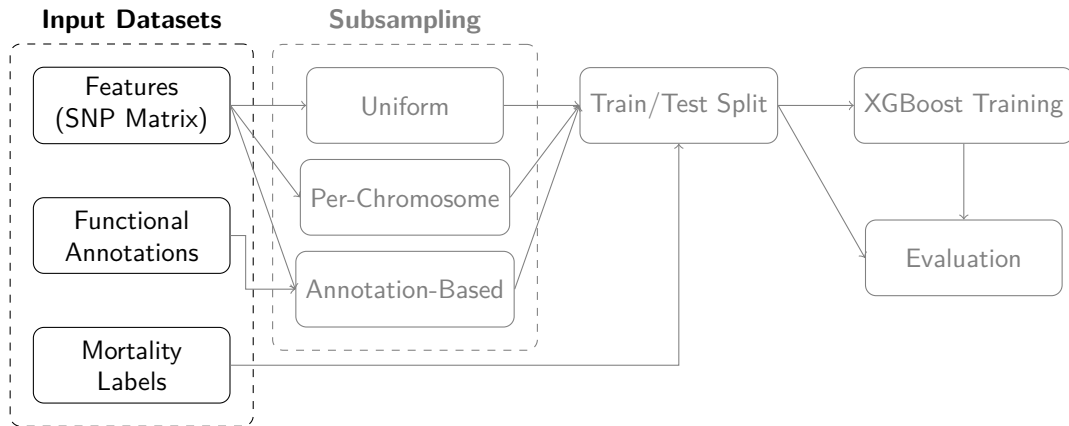 Input Datasets
Features
(SNP Matrix)
Functional
Annotations
Mortality
Labels
Subsampling
Uniform
Per-Chromosome
Annotation-Based
Train/Test Split
XGBoost Training
Evaluation